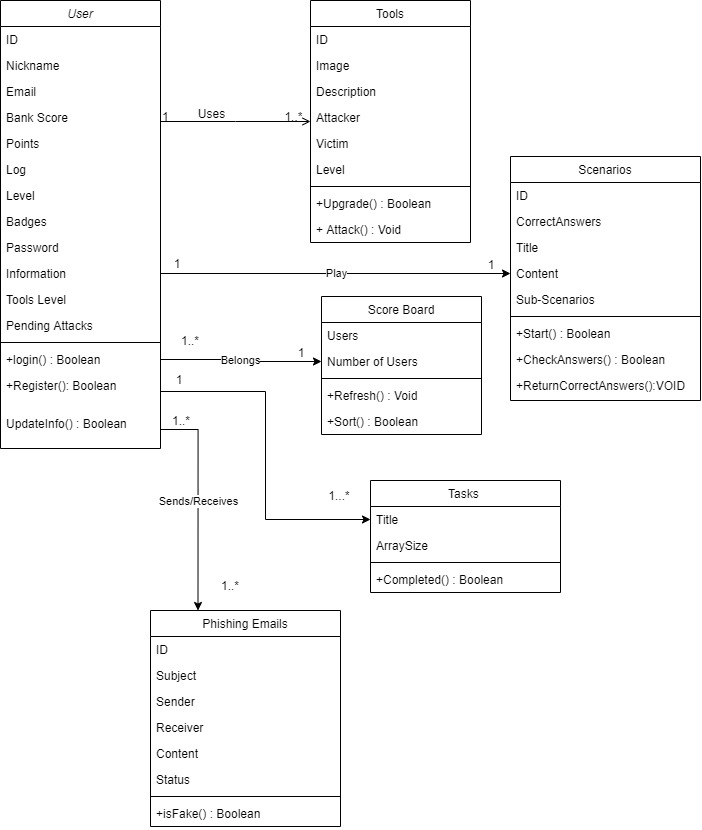 User
ID
Nickname
Email
Bank Score
Points
Log
Level
Badges
Password
Information
Tools Level
Pending Attacks
+login() : Boolean
+Register(): Boolean
UpdateInfo() : Boolean
1
Uses
1..*
Tools
ID
Image
Description
Attacker
Victim
Level
+Upgrade() : Boolean
+ Attack() : Void
1
Play
1
Scenarios
ID
CorrectAnswers
Title
Content
Sub-Scenarios
+Start() : Boolean
+CheckAnswers() : Boolean
+ReturnCorrectAnswers():VOID
1..*
Belongs
1
Score Board
Users
Number of Users
+Refresh() : Void
+Sort() : Boolean
1
1...*
Tasks
Title
ArraySize
+Completed() : Boolean
1..*
Sends/Receives
1..*
Phishing Emails
ID
Subject
Sender
Receiver
Content
Status
+isFake() : Boolean